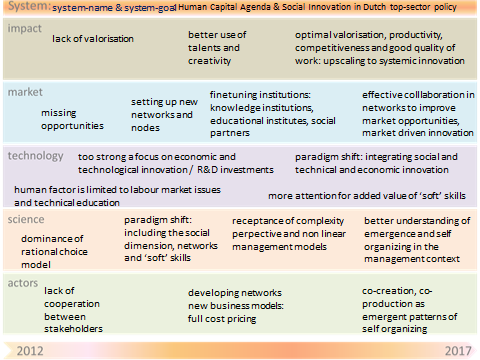 System: system-name & system-goal Human Capital Agenda & Social Innovation in Dutch top-sector policy
impact
lack of valorisation
better use of
talents and
creativity
optimal valorisation, productivity,
competitiveness and good quality of
work: upscaling to systemic innovation
market
missing
opportunities
setting up new
networks and
nodes
finetuning institutions:
knowledge institutions,
educational institutes, social
partners
effective colllaboration in
networks to improve
market opportunities,
market driven innovation
technology
too strong a focus on economic and
technological innovation / R&D investments
paradigm shift: integrating social and
technical and economic innovation
human factor is limited to labour market issues
and technical education
more attention for added value of 'soft' skills
science
dominance of
rational choice
model
paradigm shift:
including the social
dimension, networks
and 'soft' skills
receptance of complexity
perpective and non linear
management models
better understanding of
emergence and self
organizing in the
management context
actors
lack of
cooperation
between
stakeholders
developing networks
new business models:
full cost pricing
co-creation, co-
production as
emergent patterns of
self organizing
2012
2017